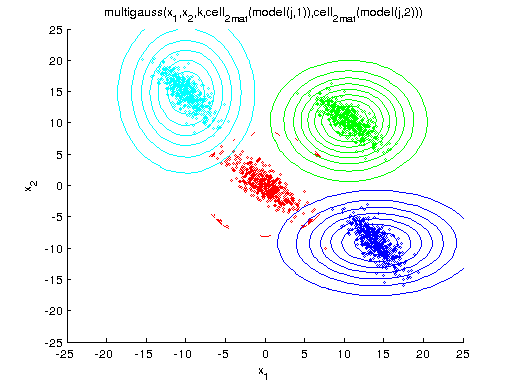 multigauss(x1,x2,k,cell2mat(model(j,1)),cell2mat(model(j,2)))
25
20
15
10
5
0
-5
-10
-15
-20
-25
x2
-25 -20 -15 -10 -5 0 5 10 15 20 25
x1